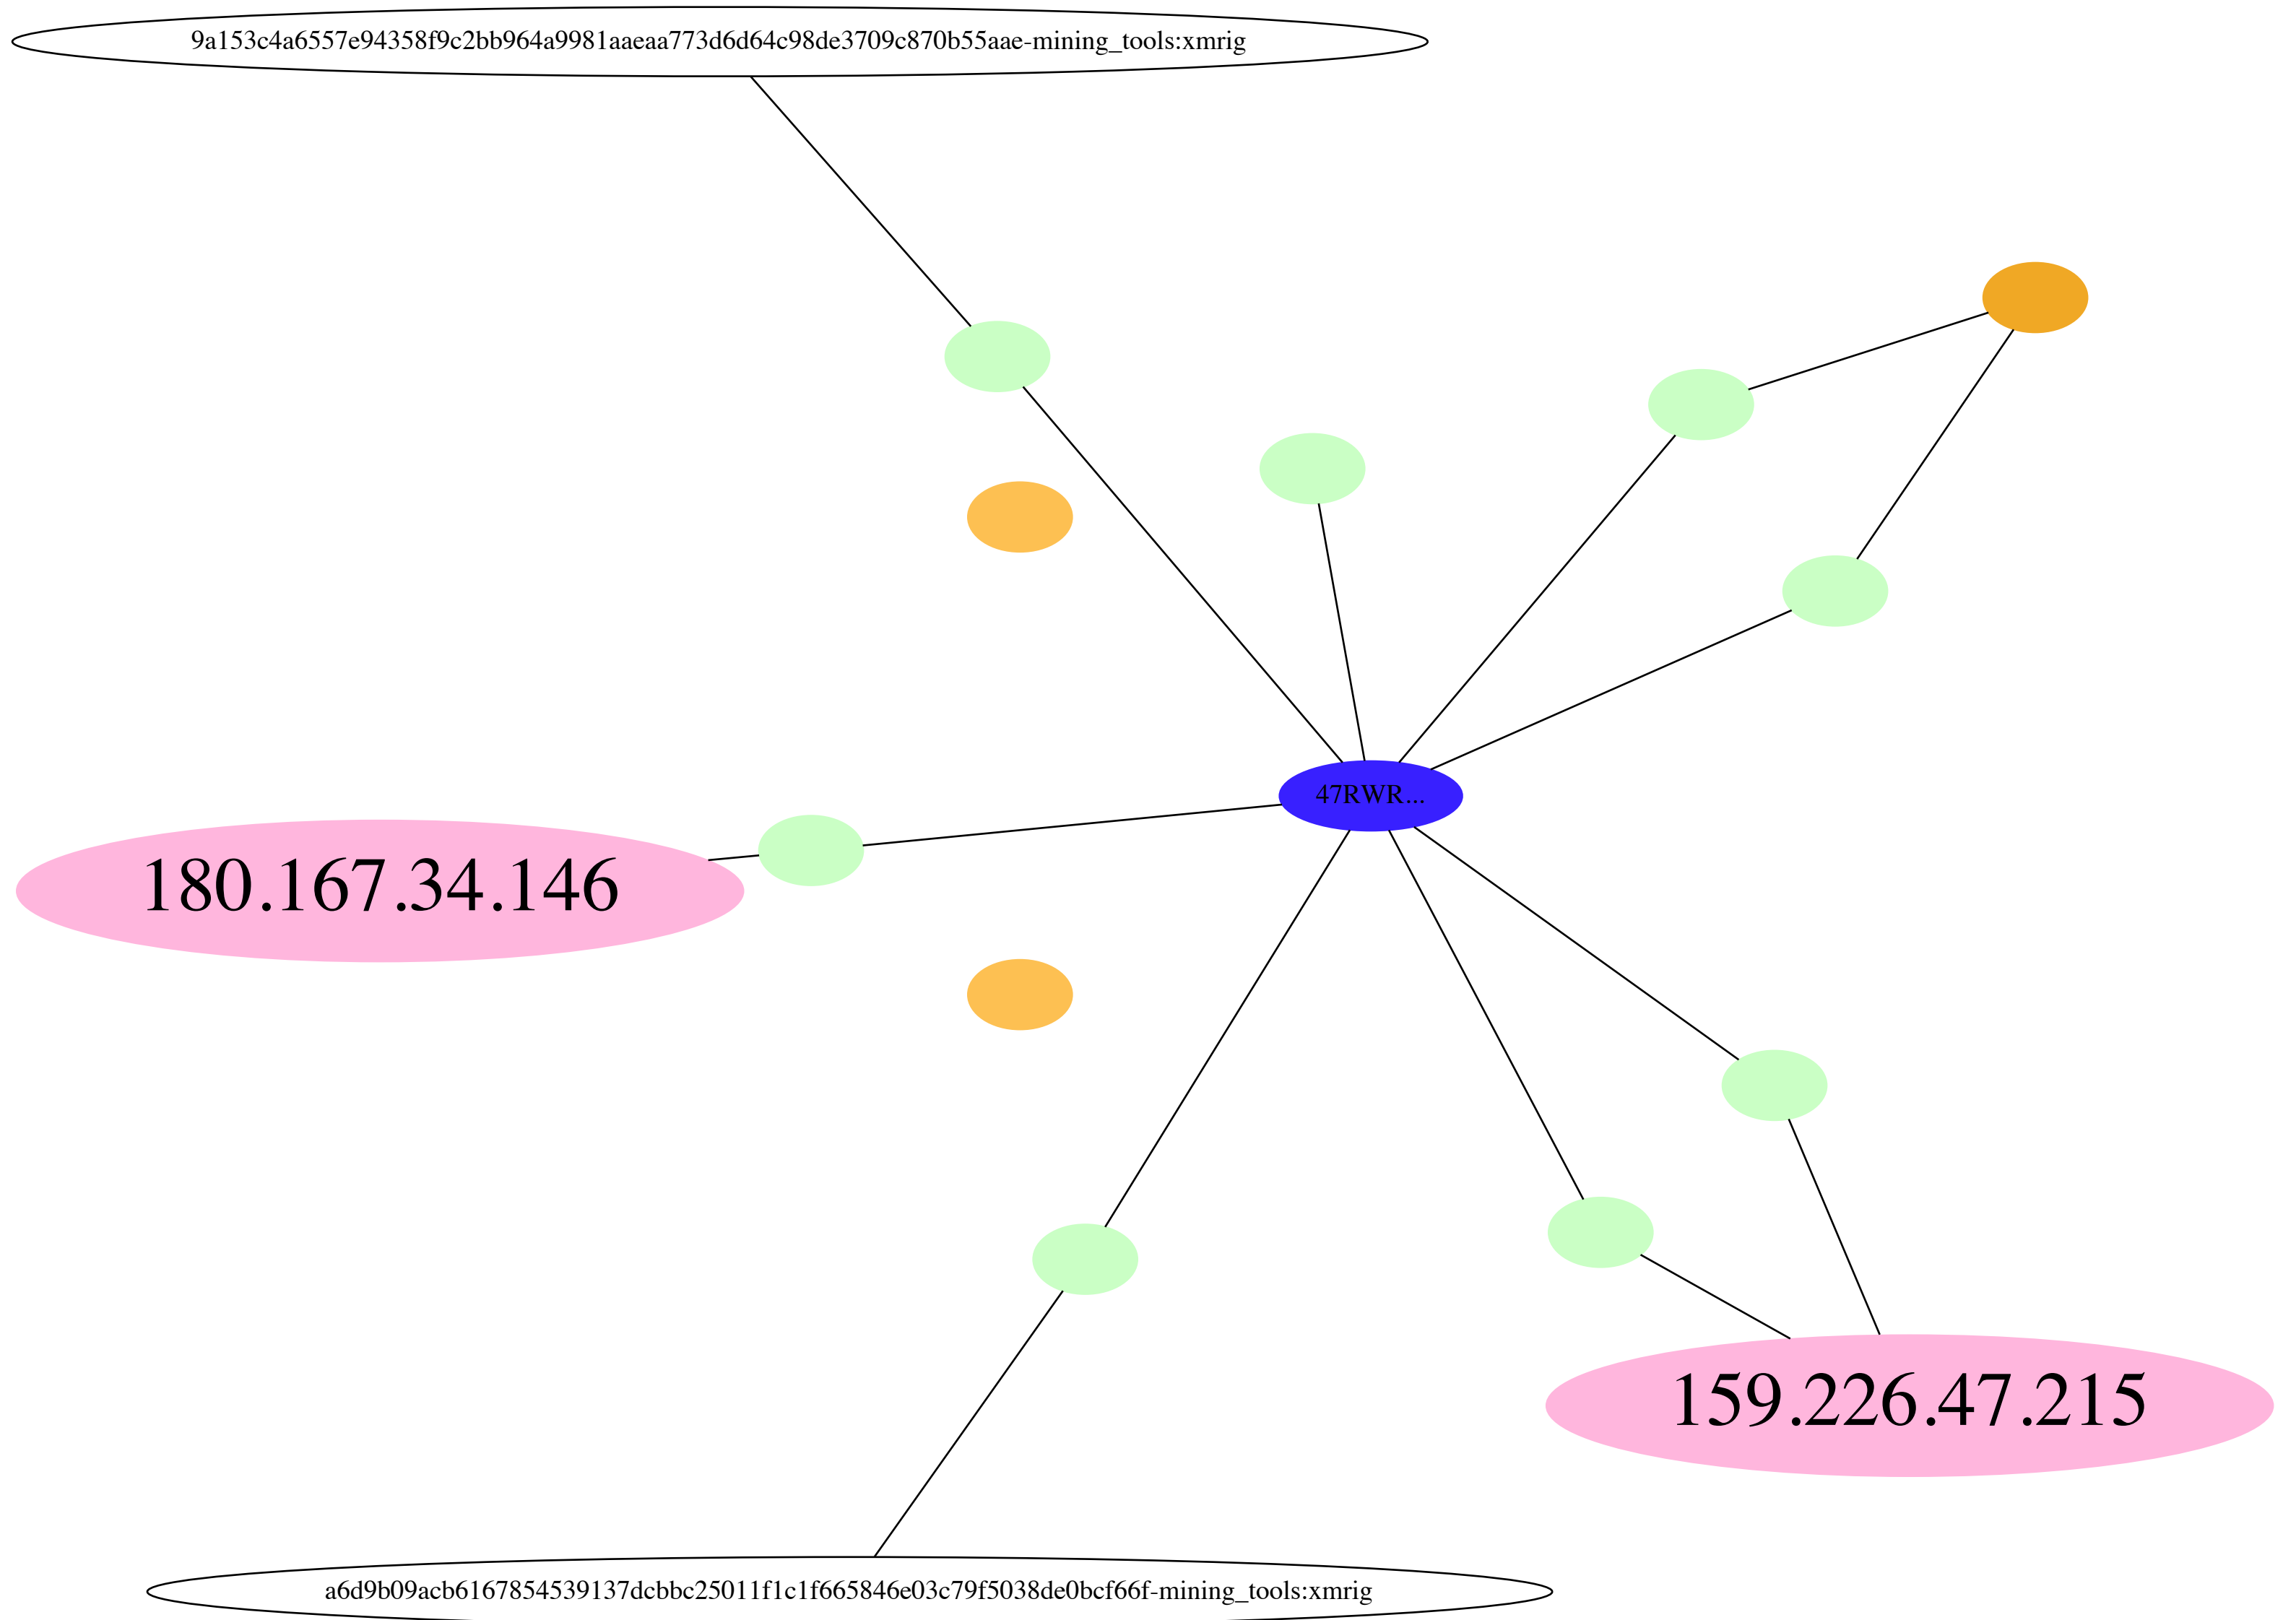 9a153c4a6557e94358f9c2bb964a9981aaeaa773d6d64c98de3709c870b55aae-mining_tools:xmrig
47RWR...
180.167.34.146
159.226.47.215
a6d9b09acb6167854539137dcbbc25011f1c1f665846e03c79f5038de0bcf66f-mining_tools:xmrig